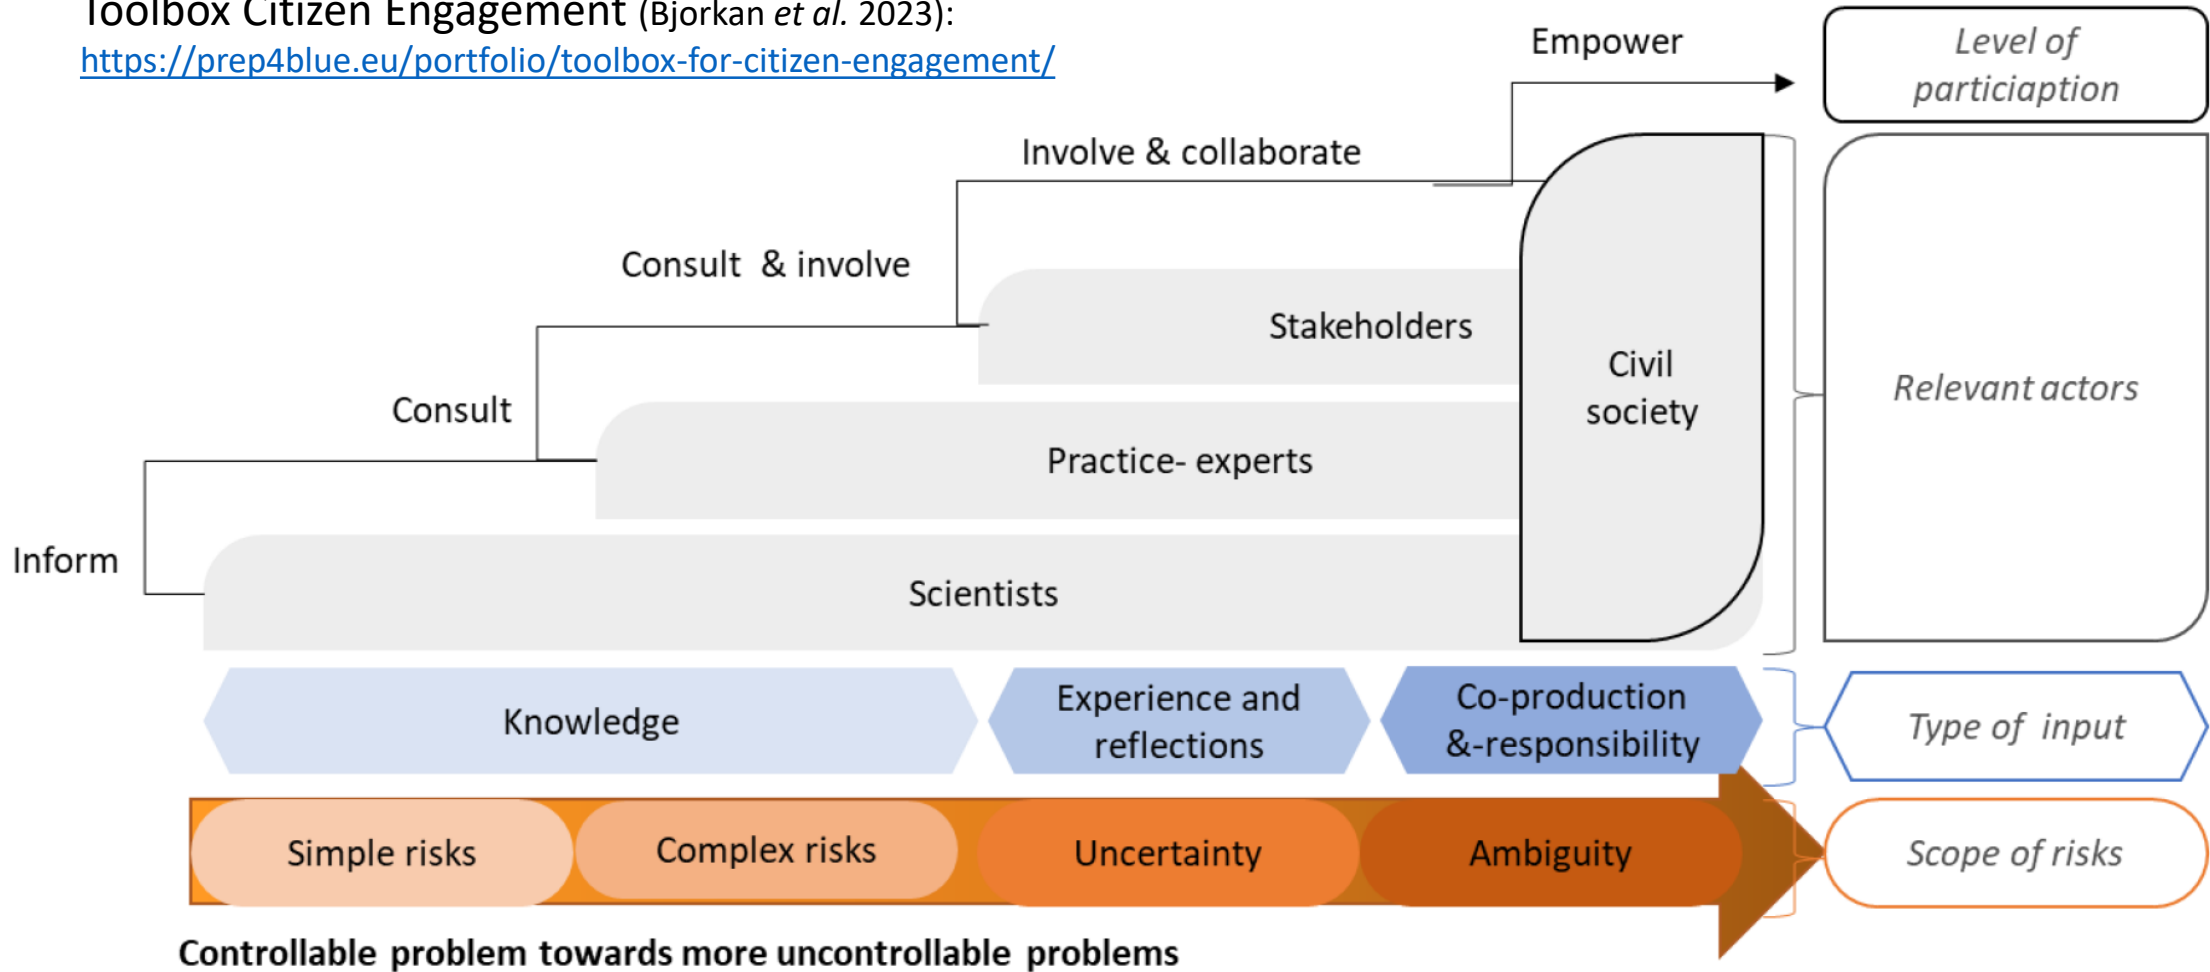 Toolbox Citizen Engagement (Bjorkan et al. 2023):
https://prep4blue.eu/portfolio/toolbox-for-citizen-engagement/
Empower
Level of
particiaption
Involve & collaborate
Consult & involve
Stakeholders
Civil
society
Relevant actors
Consult
Practice- experts
Inform
Scientists
Knowledge
Experience and
reflections
Co-production
&-responsibility
Type of input
Simple risks
Complex risks
Uncertainty
Ambiguity
Scope of risks
Controllable problem towards more uncontrollable problems